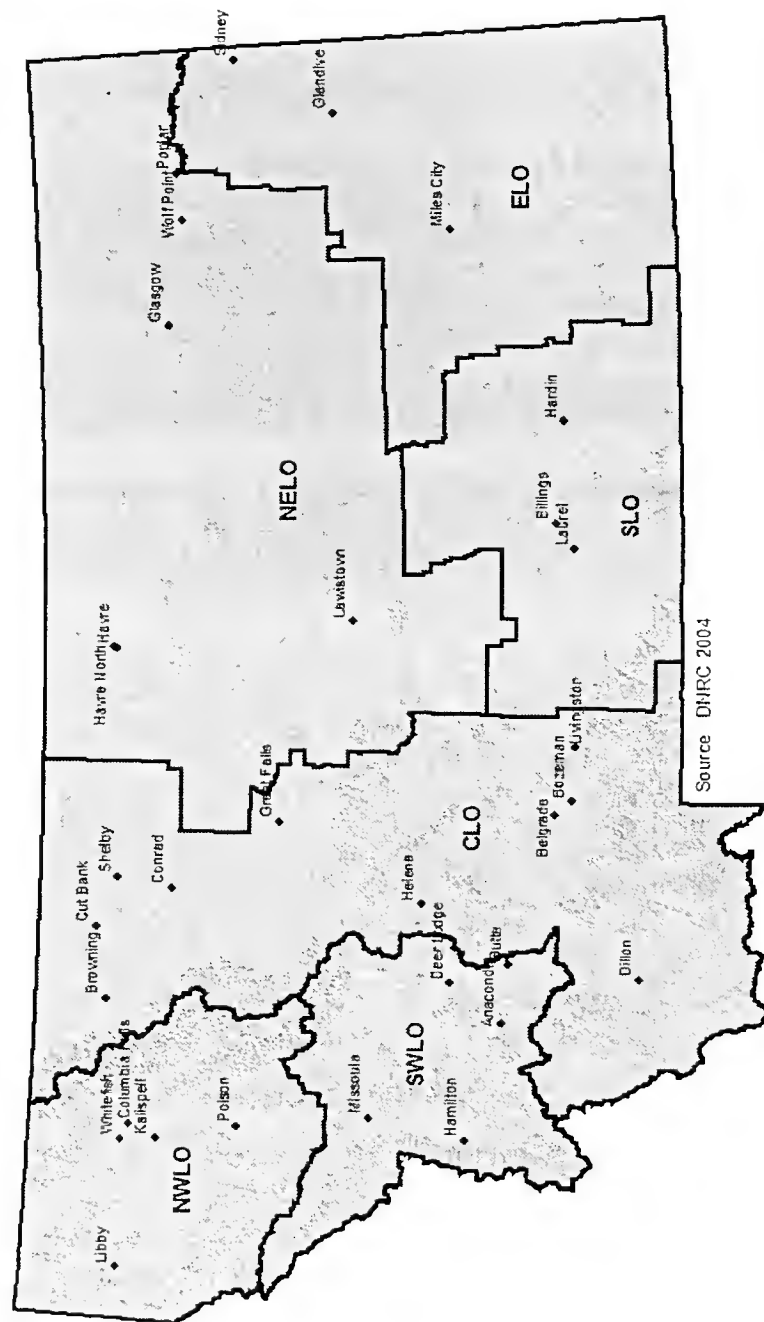 Libby
Whitefish
Columbia
Kalispell
NWLO
Polson
Browning
Cut Bank
Shelby
Conrad
Great Falls
Havre North
Havre
Lewistown
NELO
Glasgow
Wolf Point
Poplar
Sidney
Glendive
Miles City
ELO
Missoula
Hamilton
SWLO
Deer Lodge
Anaconda
Butte
Helena
CLO
Belgrade
Bozeman
Livingston
Dillon
Billings
Laurel
Hardin
SLO
Source DNRC 2004